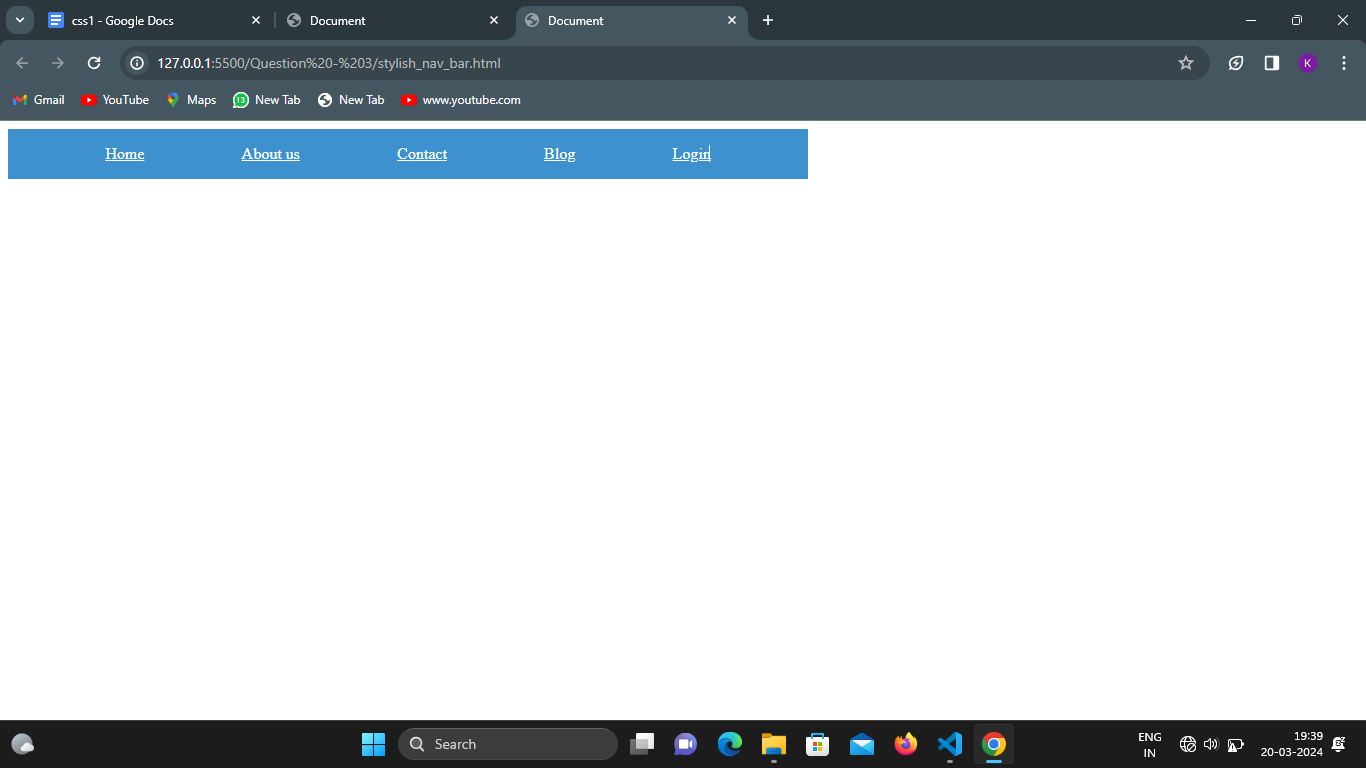 css1 - Google Docs Document Document
127.0.0.1:5500/Question%20-%203/stylish_nav_bar.html K
Gmail YouTube Maps 13 New Tab New Tab www.youtube.com
Home About us Contact Blog Login
Search
ENG
IN
19:39
20-03-2024